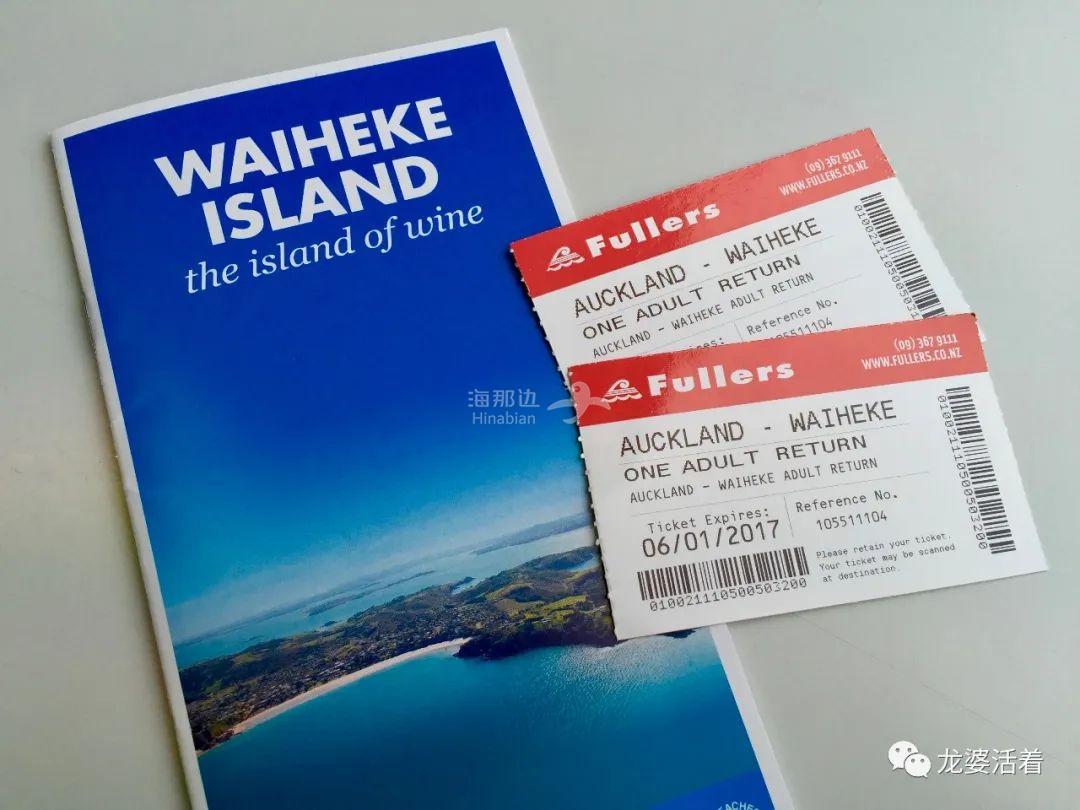 WAIHEKE
ISLAND
the island of wine
(09) 367 9111
WWW.FULLERS.CO.NZ
Fullers
AUCKLAND - WAIHEKE
ONE ADULT RETURN
AUCKLAND - WAIHEKE ADULT RETURN
Reference No.
(09) 367 9111
WWW.FULLERS.CO.NZ
Fullers
AUCKLAND - WAIHEKE
ONE ADULT RETURN
AUCKLAND - WAIHEKE ADULT RETURN
Ticket Expires:
06/01/2017
Reference No.
105511104
Please retain your ticket.
Your ticket may be scanned
at destination.
010021110500503200
010021110500503200
海那边
Hinabian
龙婆活着